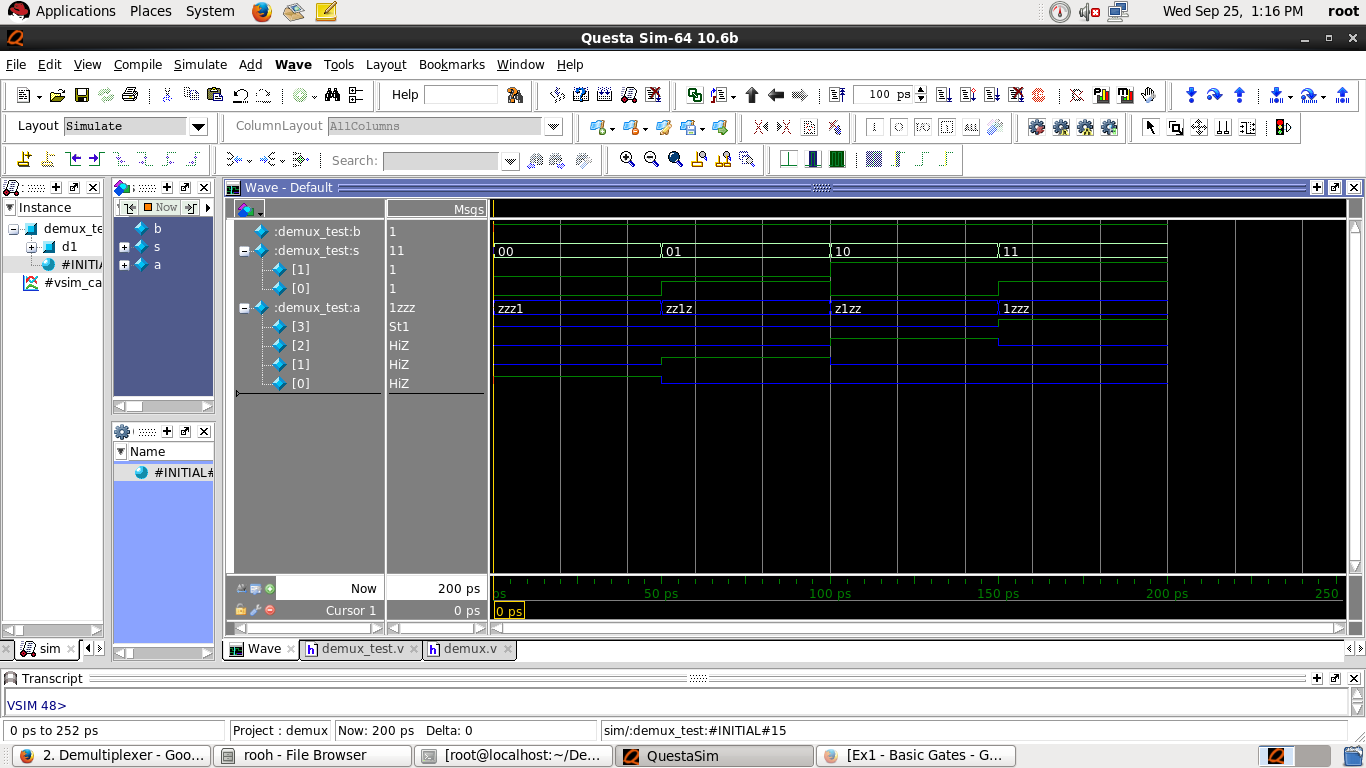 Applications Places System Wed Sep 25, 1:16 PM root
Questa Sim-64 10.6b
File Edit View Compile Simulate Add Wave Tools Layout Bookmarks Window Help
Help 100 ps
Layout Simulate ColumnLayout AllColumns
Search:
Wave - Default
Instance Now Msgs
demux_te b :demux_test:b 1
d1 s :demux_test:s 11 00 01 10 11
#INITIA a [1] 1
#vsim_ca [0] 1
:demux_test:a 1zzz zzz1 zz1z z1zz 1zzz
[3] St1
[2] HiZ
[1] HiZ
[0] HiZ
Name
#INITIAL#
Now 200 ps ps 50 ps 100 ps 150 ps 200 ps 250
Cursor 1 0 ps 0 ps
sim Wave demux_test.v demux.v
Transcript
VSIM 48>
0 ps to 252 ps Project : demux Now: 200 ps Delta: 0 sim/:demux_test:#INITIAL#15
2. Demultiplexer - Goo... rooh - File Browser [root@localhost:~/De... QuestaSim [Ex1 - Basic Gates - G...